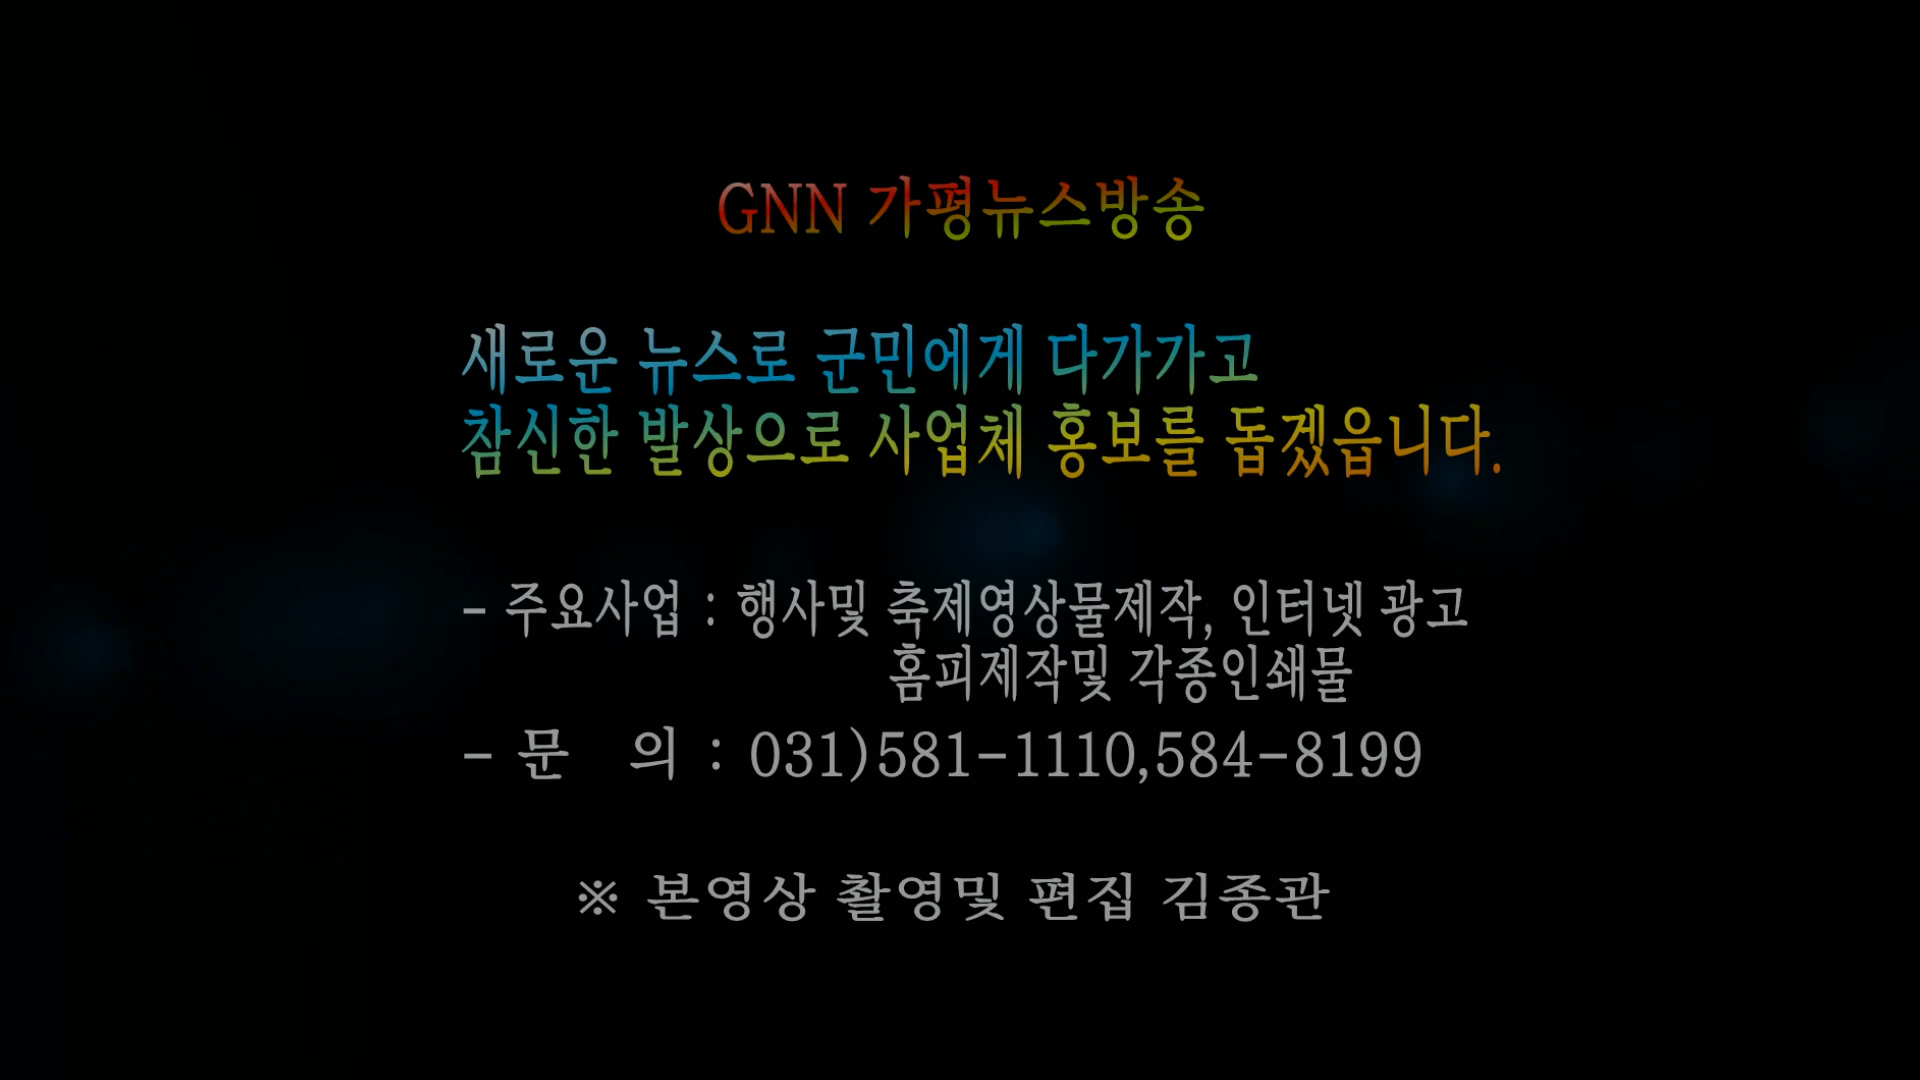 GNN 가평뉴스방송
새로운 뉴스로 군민에게 다가가고
참신한 발상으로 사업체 홍보를 돕겠읍니다.
- 주요사업 : 행사및 축제영상물제작, 인터넷 광고
홈피제작및 각종인쇄물
- 문 의 : 031)581-1110,584-8199
※ 본영상 촬영및 편집 김종관